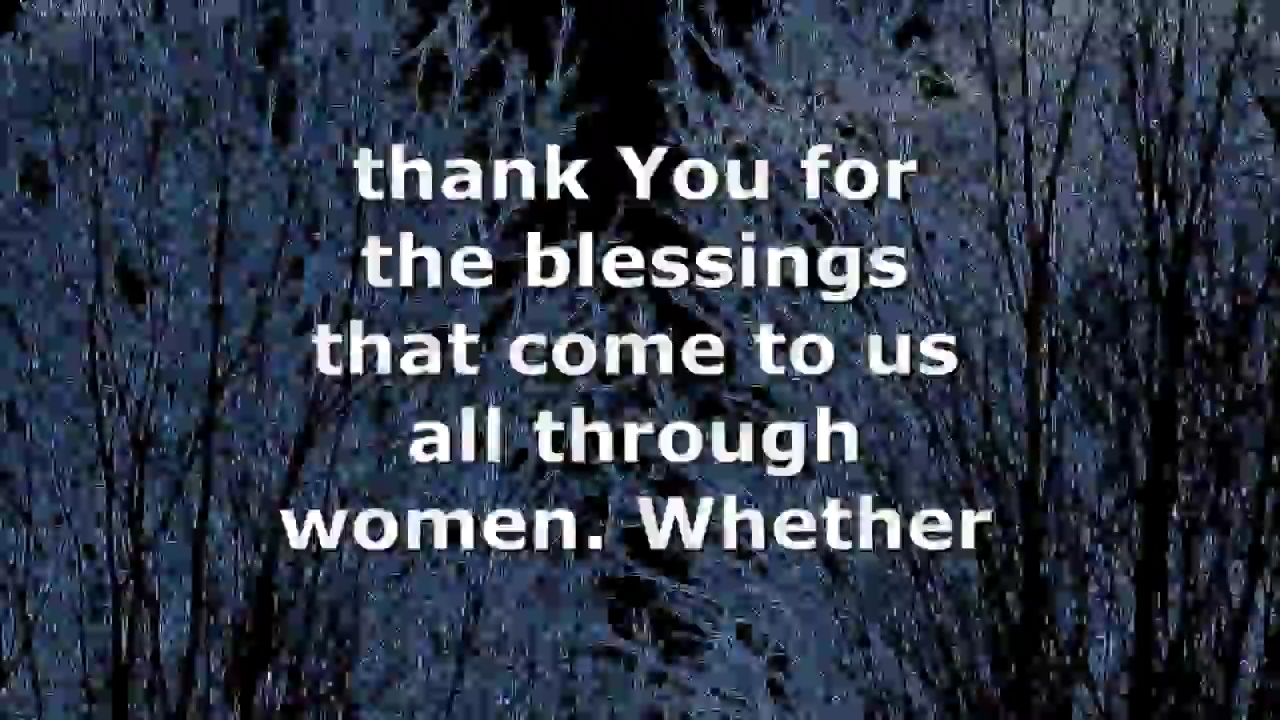 thank You for
the blessings
that come to us
all through
women. Whether